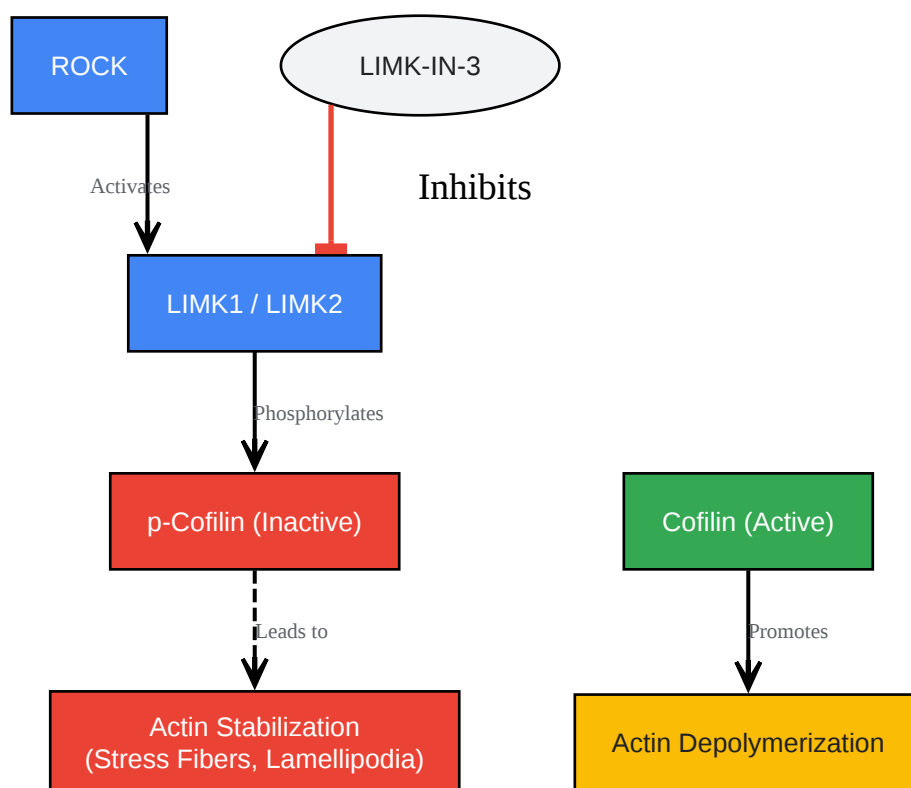 ROCK
LIMK-IN-3
Activates
Inhibits
LIMK1 / LIMK2
Phosphorylates
p-Cofilin (Inactive)
Cofilin (Active)
Leads to
Promotes
Actin Stabilization
(Stress Fibers, Lamellipodia)
Actin Depolymerization